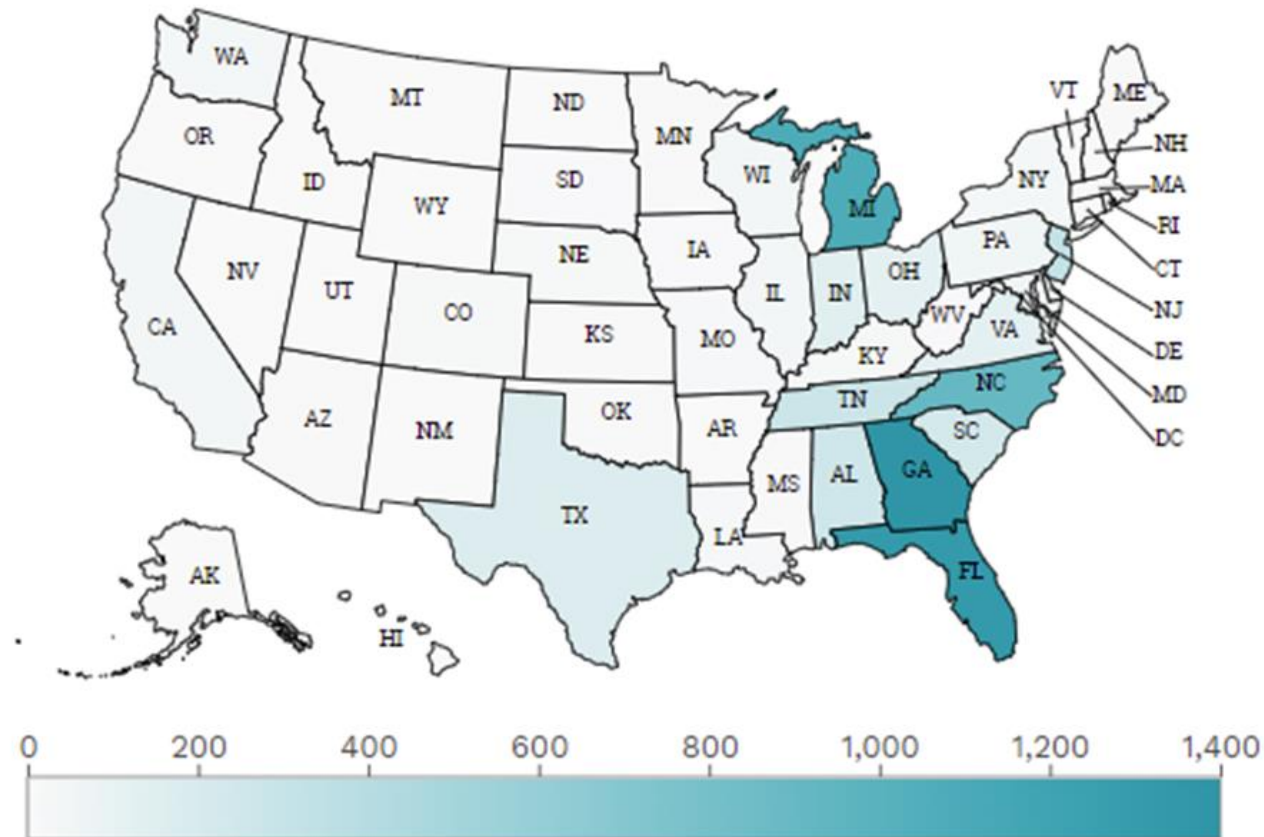 WA
MT
ND
MN
VT
ME
OR
NH
ID
SD
WI
NY
MA
WY
MI
RI
IA
PA
NE
CT
NV
OH
UT
IL
IN
NJ
CO
WV
CA
VA
KS
MO
DE
KY
NC
MD
TN
OK
AZ
NM
AR
SC
DC
GA
AL
MS
TX
LA
FL
AK
HI
0 200 400 600 800 1,000 1,200 1,400